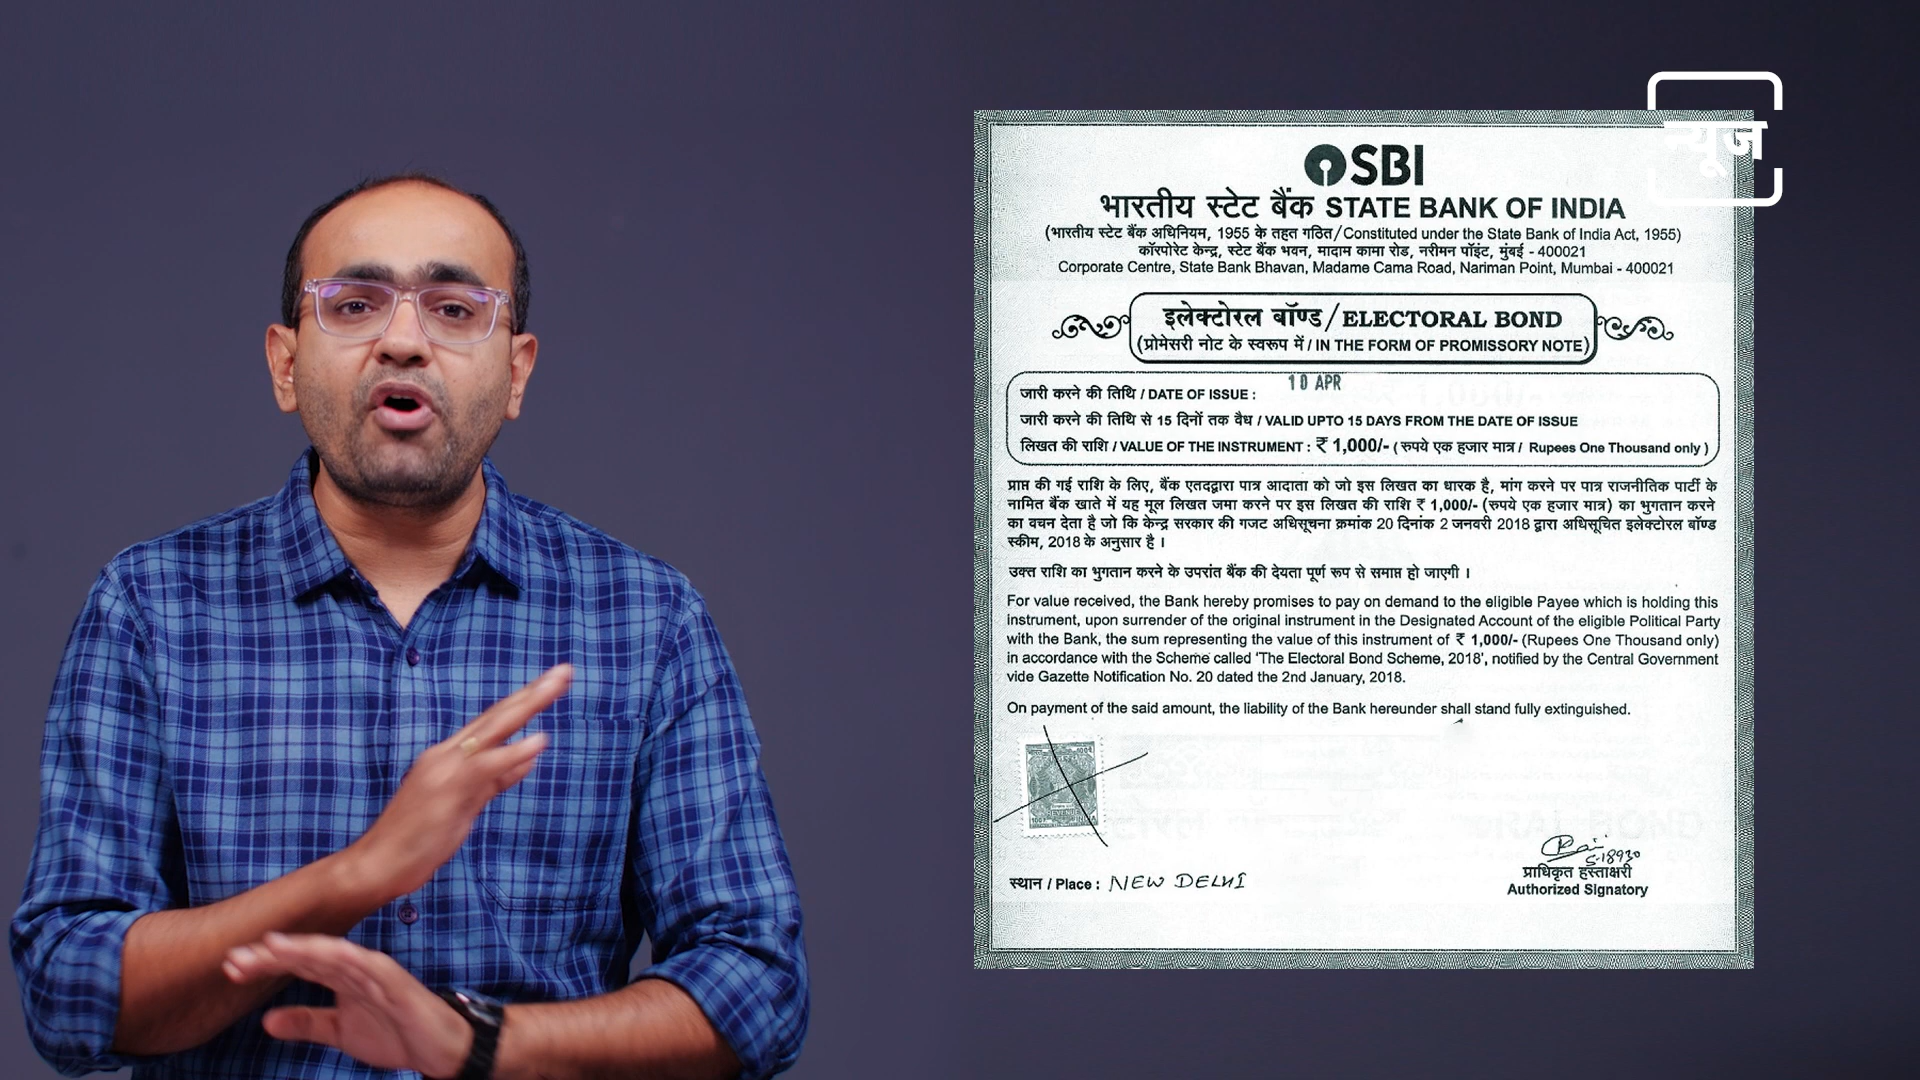 न्यूज
SBI
भारतीय स्टेट बैंक STATE BANK OF INDIA
(भारतीय स्टेट बैंक अधिनियम, 1955 के तहत गठित/Constituted under the State Bank of India Act, 1955)
कॉरपोरेट केन्द्र, स्टेट बैंक भवन, मादाम कामा रोड, नरीमन पॉइंट, मुंबई - 400021
Corporate Centre, State Bank Bhavan, Madame Cama Road, Nariman Point, Mumbai - 400021
इलेक्टोरल बॉण्ड/ELECTORAL BOND
(प्रोमेसरी नोट के स्वरूप में/IN THE FORM OF PROMISSORY NOTE)
10 APR
जारी करने की तिथि / DATE OF ISSUE :
जारी करने की तिथि से 15 दिनों तक वैध / VALID UPTO 15 DAYS FROM THE DATE OF ISSUE
लिखत की राशि / VALUE OF THE INSTRUMENT : ₹ 1,000/- (रुपये एक हजार मात्र / Rupees One Thousand only )
प्राप्त की गई राशि के लिए, बैंक एतदद्वारा पात्र आदाता को जो इस लिखत का धारक है, मांग करने पर पात्र राजनीतिक पार्टी के
नामित बैंक खाते में यह मूल लिखत जमा करने पर इस लिखत की राशि ₹ 1,000/- (रुपये एक हजार मात्र) का भुगतान करने
का वचन देता है जो कि केन्द्र सरकार की गजट अधिसूचना क्रमांक 20 दिनांक 2 जनवरी 2018 द्वारा अधिसूचित इलेक्टोरल बॉण्ड
स्कीम, 2018 के अनुसार है ।
उक्त राशि का भुगतान करने के उपरांत बैंक की देयता पूर्ण रूप से समाप्त हो जाएगी ।
For value received, the Bank hereby promises to pay on demand to the eligible Payee which is holding this
instrument, upon surrender of the original instrument in the Designated Account of the eligible Political Party
with the Bank, the sum representing the value of this instrument of ₹ 1,000/- (Rupees One Thousand only)
in accordance with the Scheme called 'The Electoral Bond Scheme, 2018', notified by the Central Government
vide Gazette Notification No. 20 dated the 2nd January, 2018.
On payment of the said amount, the liability of the Bank hereunder shall stand fully extinguished.
स्थान / Place : NEW DELHI
S-18930
प्राधिकृत हस्ताक्षरी
Authorized Signatory